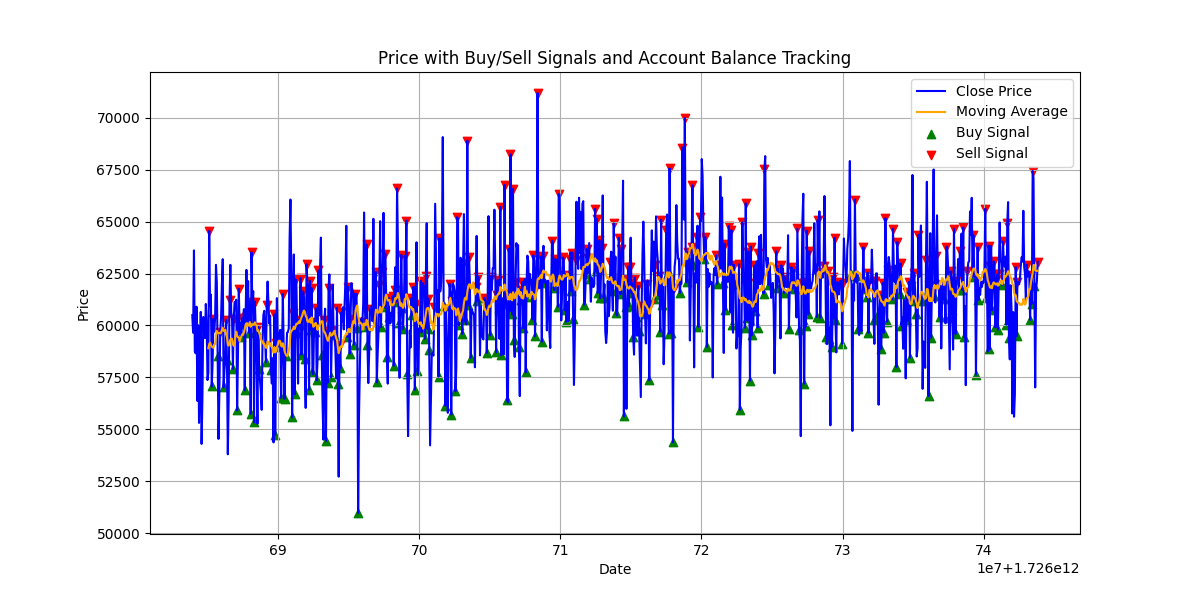 Price with Buy/Sell Signals and Account Balance Tracking
Close Price
Moving Average
Buy Signal
Sell Signal
Price
70000
67500
65000
62500
60000
57500
55000
52500
50000
69
70
71
72
73
74
1e7+1.726e12
Date